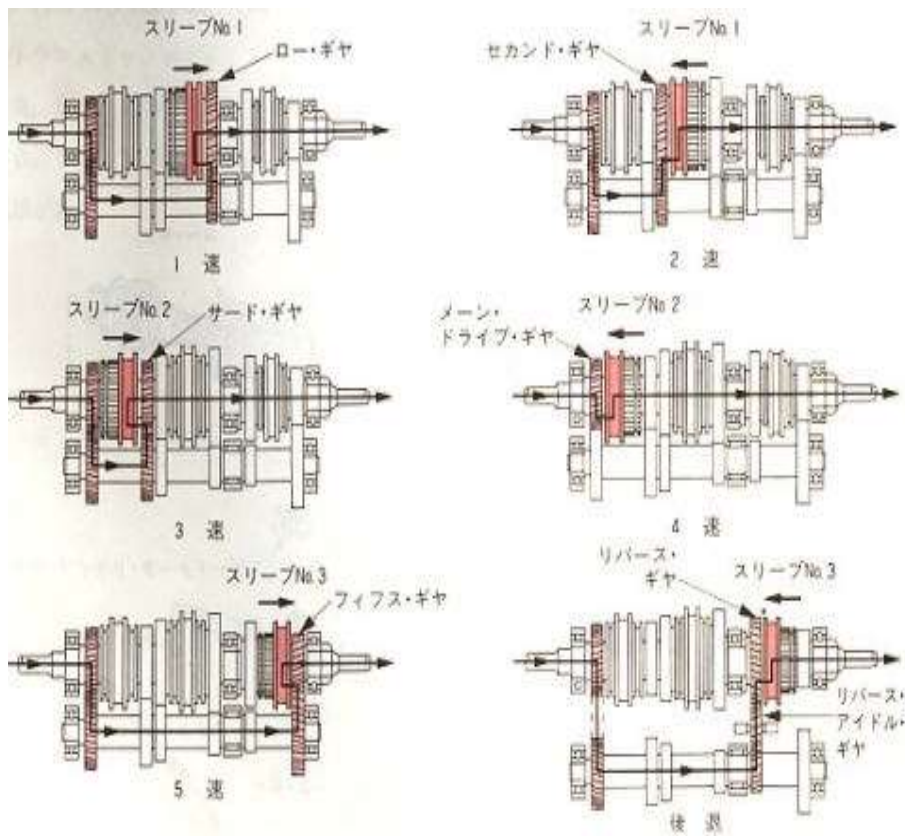 スリーブNo.1
ロー・ギヤ
1 速
スリーブNo.1
セカンド・ギヤ
2 速
スリーブNo.2
サード・ギヤ
3 速
スリーブNo.2
メーン・
ドライブ・ギヤ
4 速
スリーブNo.3
フィフス・ギヤ
5 速
リバース・
ギヤ
スリーブNo.3
リバース・
アイドル・
ギヤ
後 退